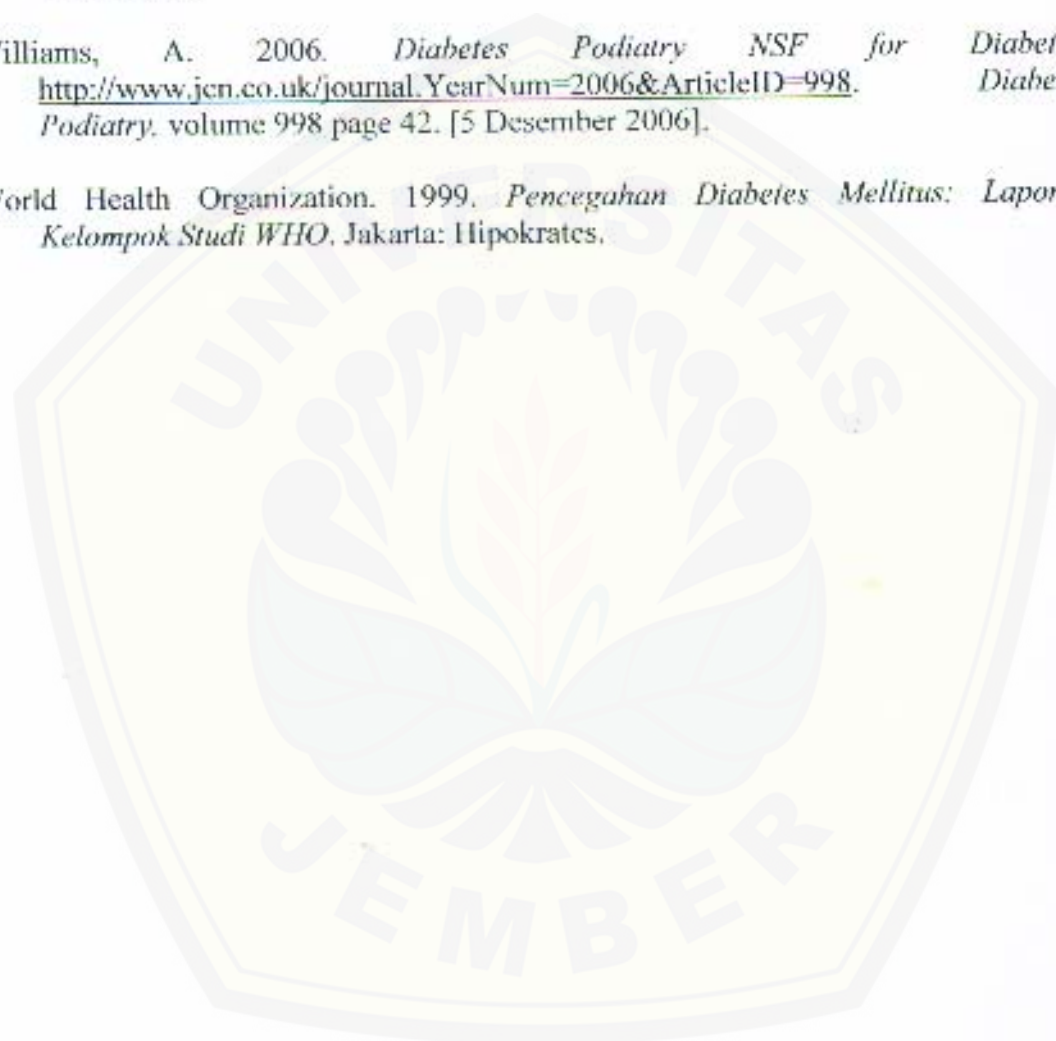 illiams, A. 2006. Diabetes Podiatry NSF for Diabet
http://www.jcn.co.uk/journal.YearNum=2006&ArticleID=998. Diabe
Podiatry. volume 998 page 42. [5 Desember 2006].
orld Health Organization. 1999. Pencegahan Diabetes Mellitus: Lapor
Kelompok Studi WHO. Jakarta: Hipokrates.
UNIVERSITAS
JEMBER